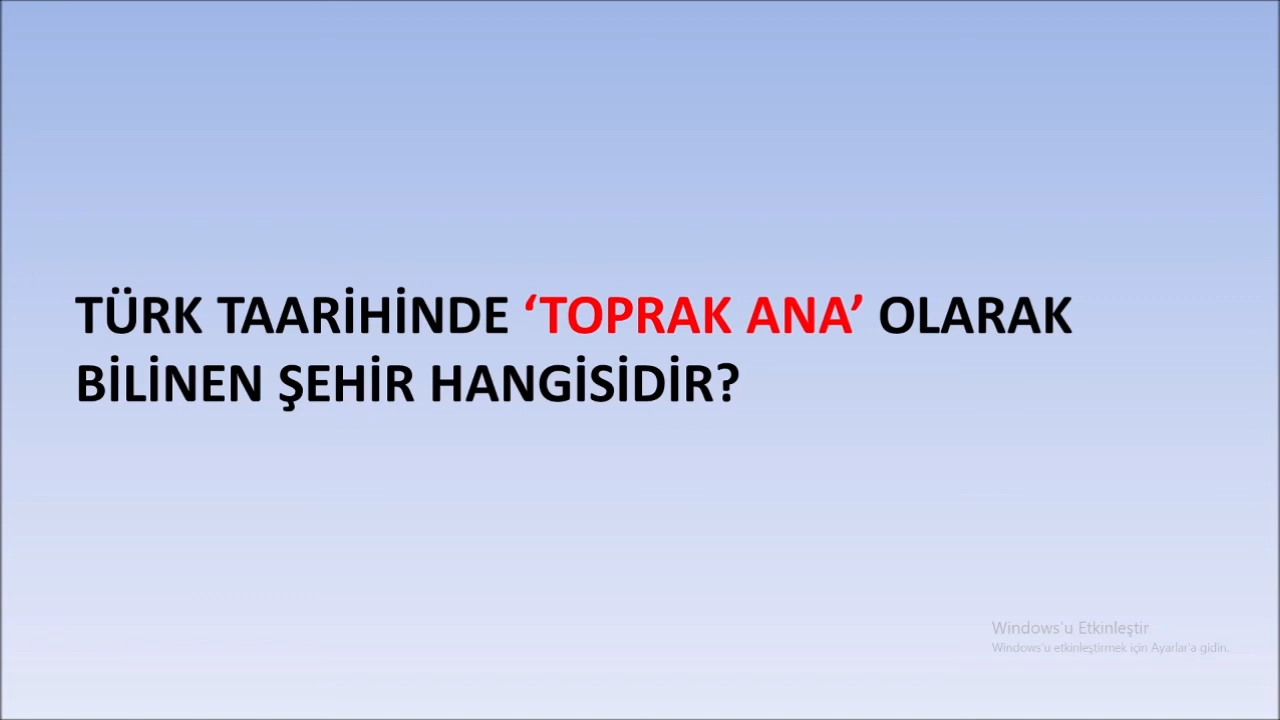 TÜRK TAARİHİNDE ‘TOPRAK ANA’ OLARAK
BİLİNEN ŞEHİR HANGİSİDİR?
Windows'u Etkinleştir
Windows'u etkinleştirmek için Ayarlar'a gidin.